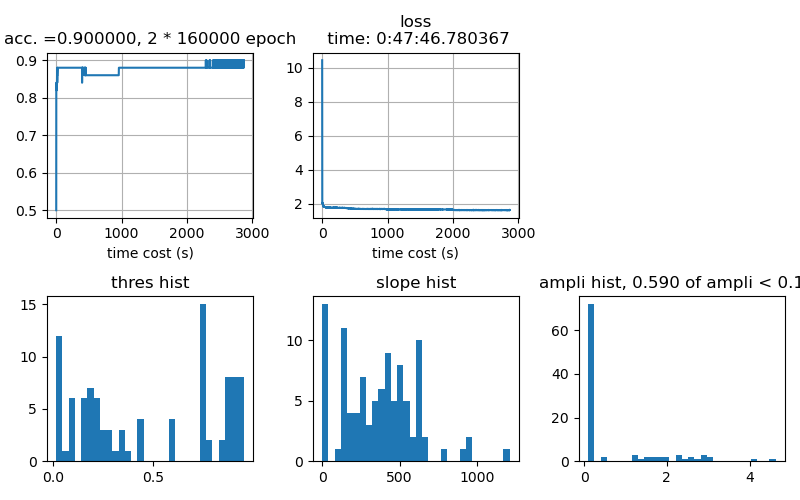 acc. =0.900000, 2 * 160000 epoch
loss
time: 0:47:46.780367
0.9
0.8
0.7
0.6
0.5
0 1000 2000 3000
time cost (s)
10
8
6
4
2
0 1000 2000 3000
time cost (s)
thres hist
15
10
5
0
0.0 0.5
slope hist
10
5
0
0 500 1000
ampli hist, 0.590 of ampli < 0.1
60
40
20
0
0 2 4